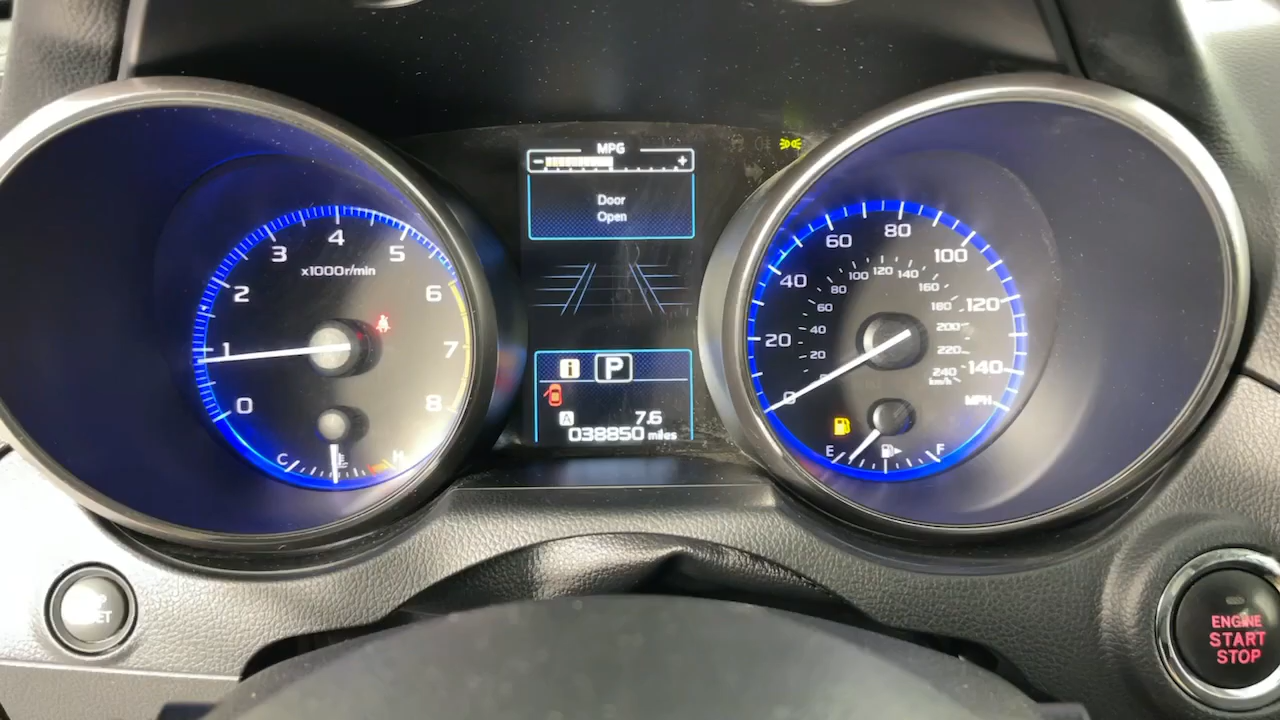 MPG
- +
Door
Open
0
1
2
3
4
5
6
7
8
x1000r/min
C
H
i P
A 7.6
038850 miles
0
20
40
60
80
100
120
140
MPH
20
40
60
80
100
120
140
160
180
200
220
240
km/h
E
F
ENGINE
START
STOP